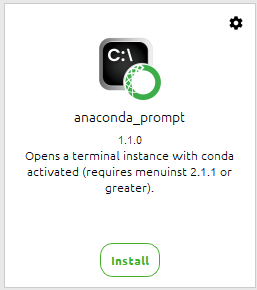 C:\
anaconda_prompt
1.1.0
Opens a terminal instance with conda
activated (requires menuinst 2.1.1 or
greater).
Install